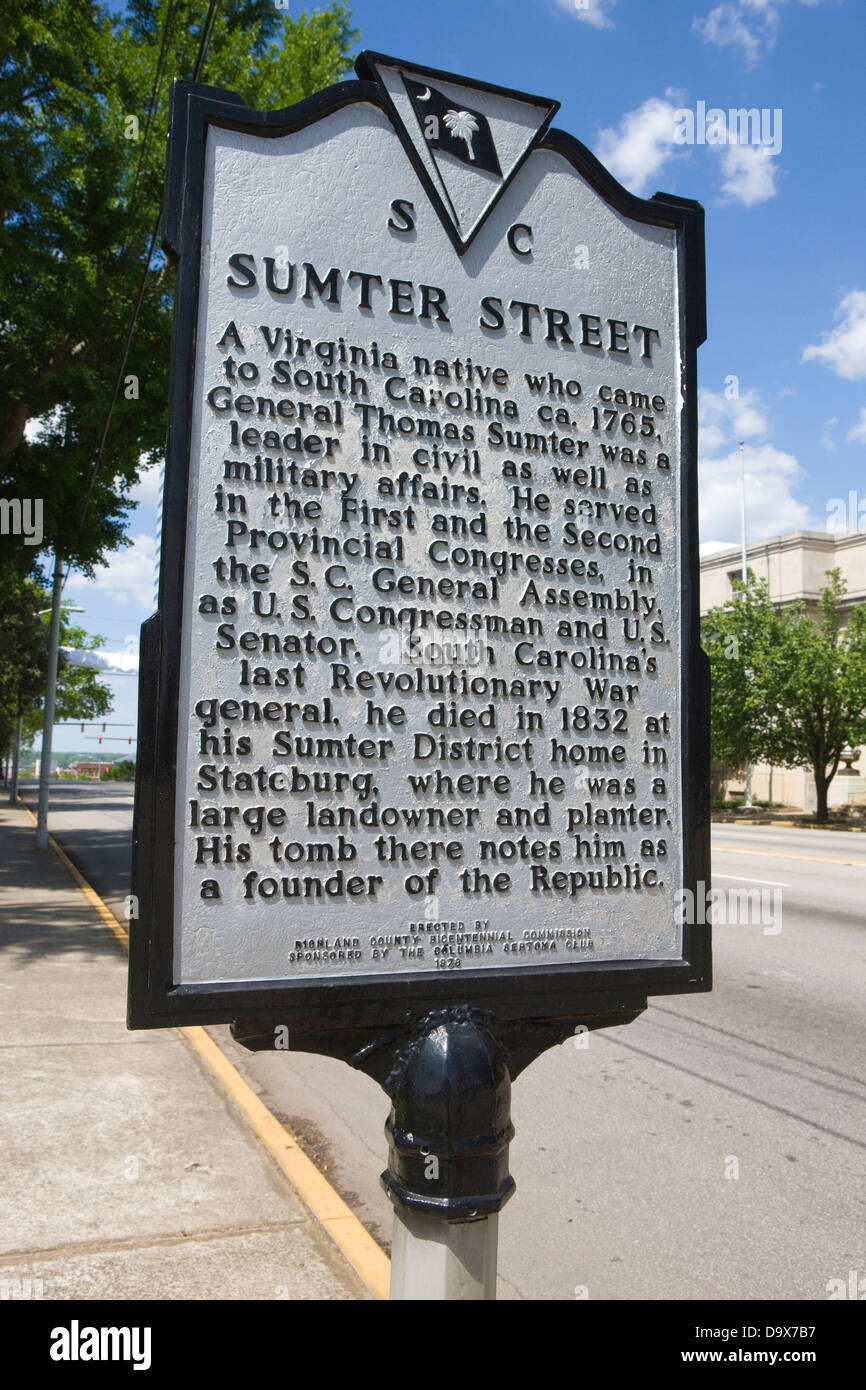 S C
SUMTER STREET
A Virginia native who came
to South Carolina ca. 1765,
General Thomas Sumter was a
leader in civil as well as
military affairs. He served
in the First and the Second
Provincial Congresses, in
the S.C. General Assembly,
as U.S. Congressman and U.S.
Senator. South Carolina's
last Revolutionary War
general, he died in 1832 at
his Sumter District home in
Stateburg, where he was a
large landowner and planter.
His tomb there notes him as
a founder of the Republic.
ERECTED BY
RICHLAND COUNTY BICENTENNIAL COMMISSION
SPONSORED BY THE COLUMBIA SERTOMA CLUB
alamy
alamy
Image ID: D9X7B7
www.alamy.com